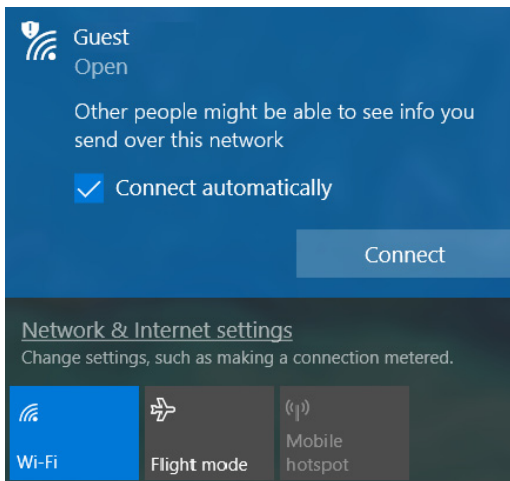 Guest
Open
Other people might be able to see info you
send over this network
Connect automatically
Connect
Network & Internet settings
Change settings, such as making a connection metered.
Wi-Fi
Flight mode
Mobile
hotspot